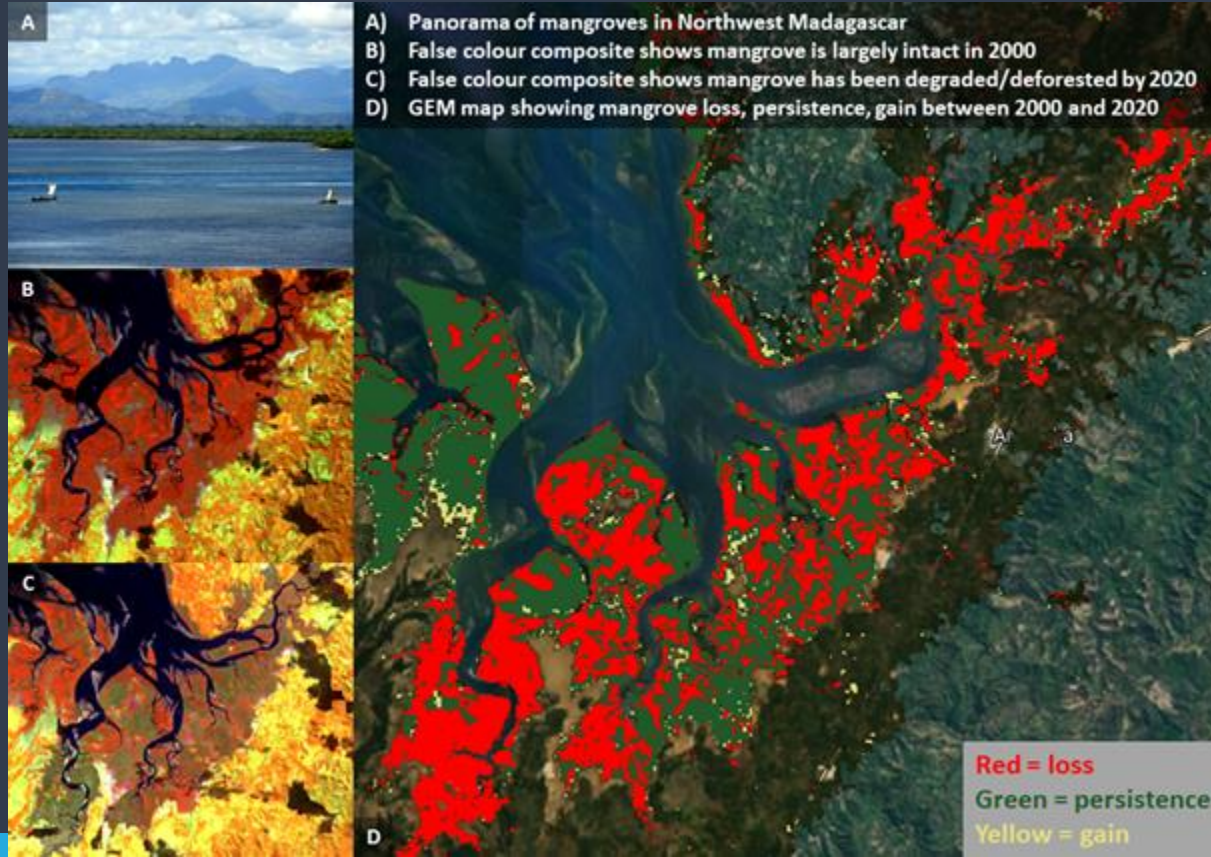 A
A) Panorama of mangroves in Northwest Madagascar
B) False colour composite shows mangrove is largely intact in 2000
C) False colour composite shows mangrove has been degraded/deforested by 2020
D) GEM map showing mangrove loss, persistence, gain between 2000 and 2020
B
C
D
Red = loss
Green = persistence
Yellow = gain